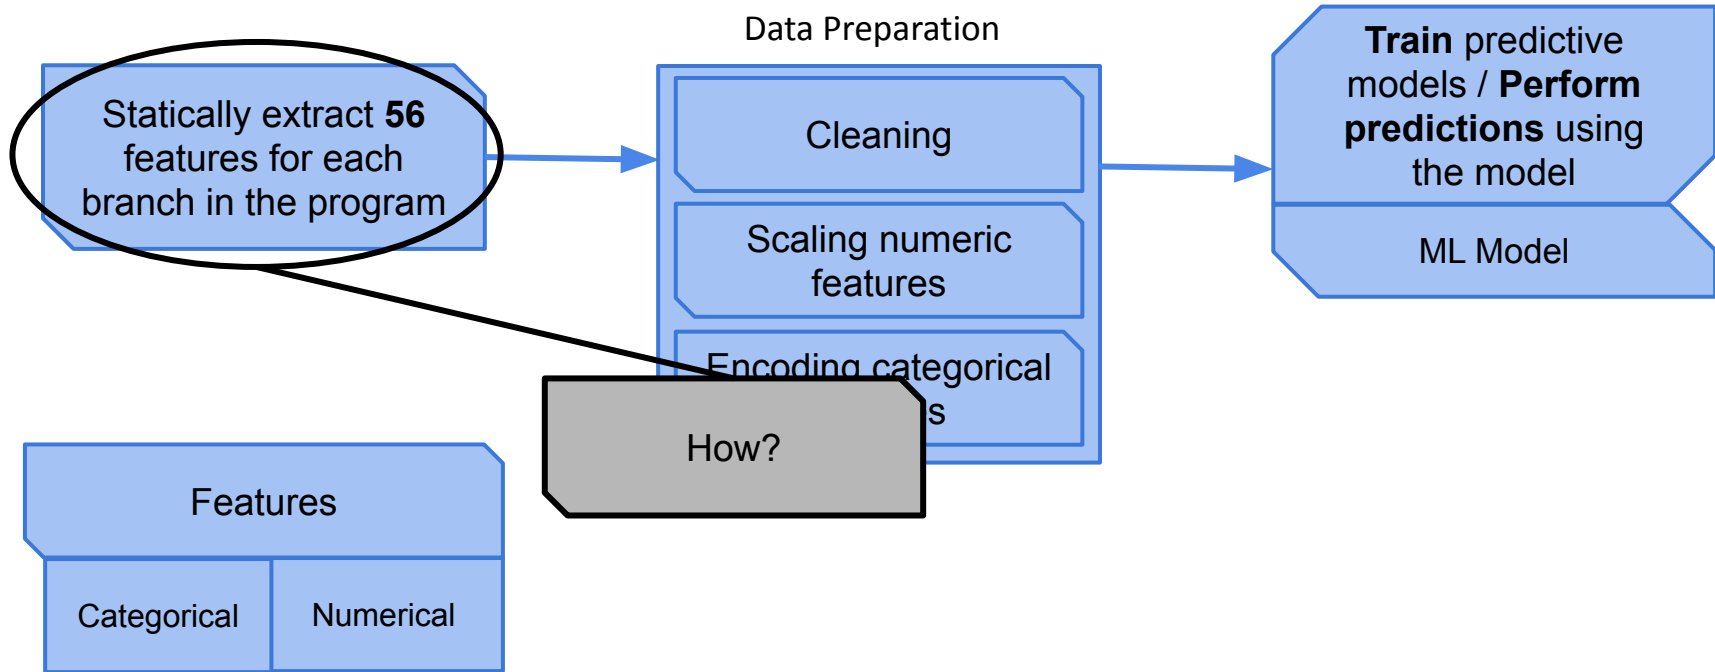 Data Preparation
Statically extract 56
features for each
branch in the program
Cleaning
Scaling numeric
features
Encoding categorical
Train predictive
models / Perform
predictions using
the model
ML Model
How?
Features
Categorical
Numerical